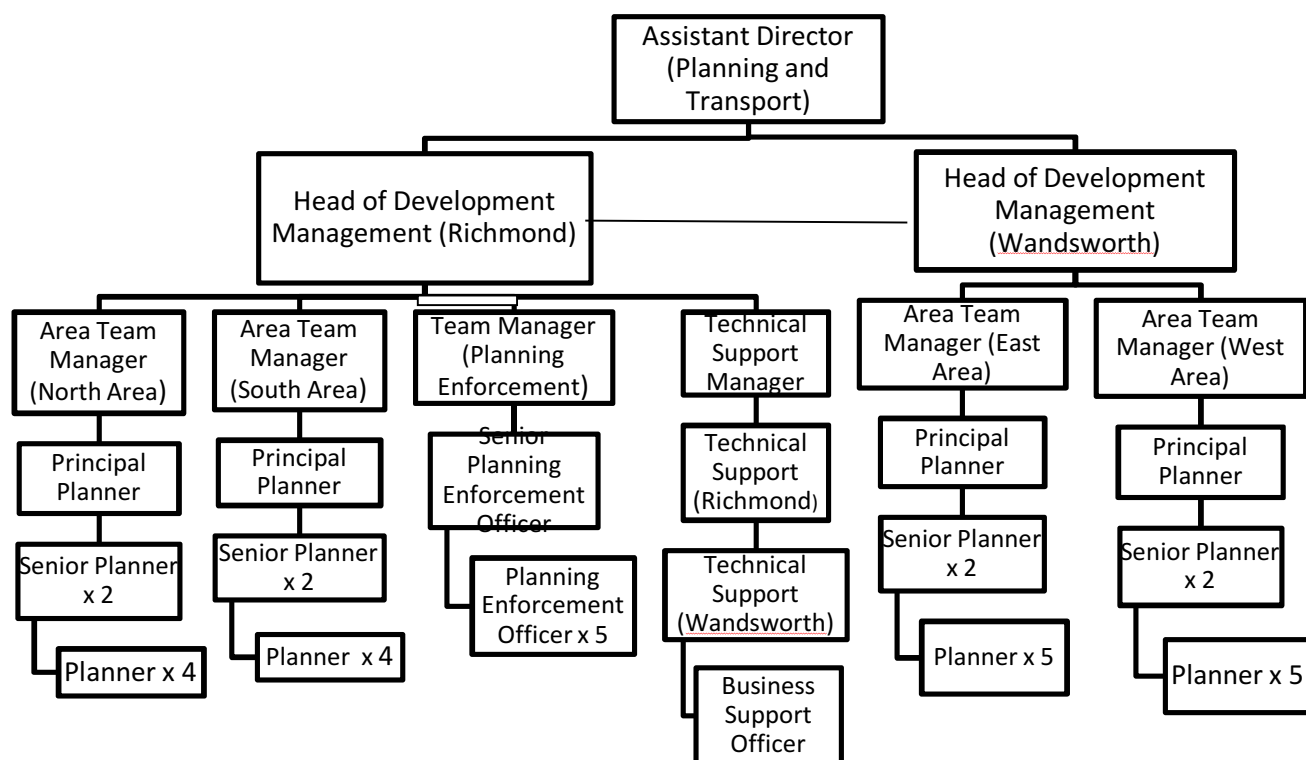 Assistant Director
(Planning and
Transport)
Head of Development
Management (Richmond)
Head of Development
Management
(Wandsworth)
Area Team
Manager
(North Area)
Area Team
Manager
(South Area)
Team Manager
(Planning
Enforcement)
Technical
Support
Manager
Area Team
Manager (East
Area)
Area Team
Manager (West
Area)
Principal
Planner
Principal
Planner
Senior
Planning
Enforcement
Officer
Technical
Support
(Richmond)
Principal
Planner
Principal
Planner
Senior Planner
x 2
Senior Planner
x 2
Planning
Enforcement
Officer x 5
Technical
Support
(Wandsworth)
Senior Planner
x 2
Senior Planner
x 2
Planner x 4
Planner x 4
Business
Support
Officer
Planner x 5
Planner x 5